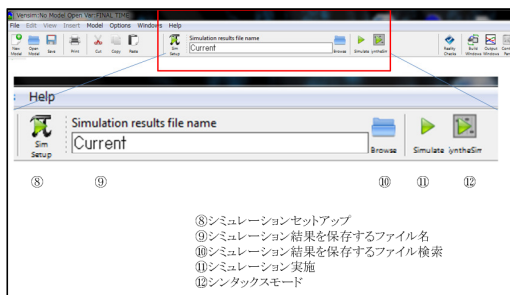 Vensim:No Model Open Ver:FINAL TIME
File Edit View Insert Model Options Windows Help
New Model Open Model Save Print Cut Copy Paste Sim Setup Simulation results file name Current Browse Simulate yntheSim Reality Checks Build Windows Output Windows
Help
Sim Setup Simulation results file name Current Browse Simulate yntheSim
⑧ ⑨ ⑩ ⑪ ⑫
⑧シミュレーションセットアップ
⑨シミュレーション結果を保存するファイル名
⑩シミュレーション結果を保存するファイル検索
⑪シミュレーション実施
⑫シンタックスモード